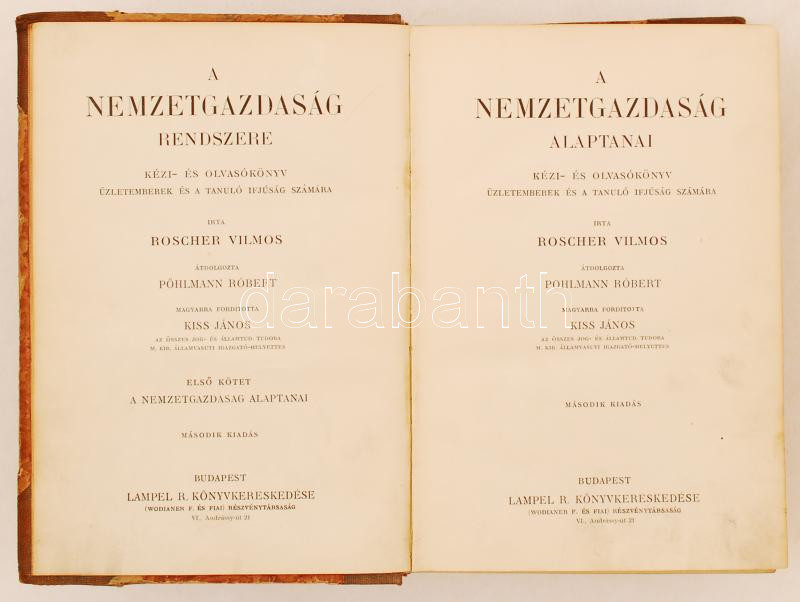 A
NEMZETGAZDASÁG
RENDSZERE
KÉZI- ÉS OLVASÓKÖNYV
ÜZLETEMBEREK ÉS A TANULÓ IFJÚSÁG SZÁMÁRA
IRTA
ROSCHER VILMOS
ÁTDOLGOZTA
PÖHLMANN RÓBERT
MAGYARRA FORDITOTTA
KISS JÁNOS
AZ ÖSSZES JOG- ÉS ÁLLAMTUD. TUDORA
M. KIR. ÁLLAMVASUTI IGAZGATÓ-HELYETTES
ELSŐ KÖTET
A NEMZETGAZDASAG ALAPTANAI
MÁSODIK KIADÁS
BUDAPEST
LAMPEL R. KÖNYVKERESKEDÉSE
(WODIANER F. ÉS FIAI) RÉSZVÉNYTÁRSASÁG
VI., Andrássy-út 21
A
NEMZETGAZDASÁG
ALAPTANAI
KÉZI- ÉS OLVASÓKÖNYV
ÜZLETEMBEREK ÉS A TANULÓ IFJÚSÁG SZÁMÁRA
IRTA
ROSCHER VILMOS
ÁTDOLGOZTA
PÖHLMANN RÓBERT
MAGYARRA FORDITOTTA
KISS JÁNOS
AZ ÖSSZES JOG- ÉS ÁLLAMTUD. TUDORA
M. KIR. ÁLLAMVASUTI IGAZGATÓ-HELYETTES
MÁSODIK KIADÁS
BUDAPEST
LAMPEL R. KÖNYVKERESKEDÉSE
(WODIANER F. ÉS FIAI) RÉSZVÉNYTÁRSASÁG
VI., Andrássy-út 21
darabanth